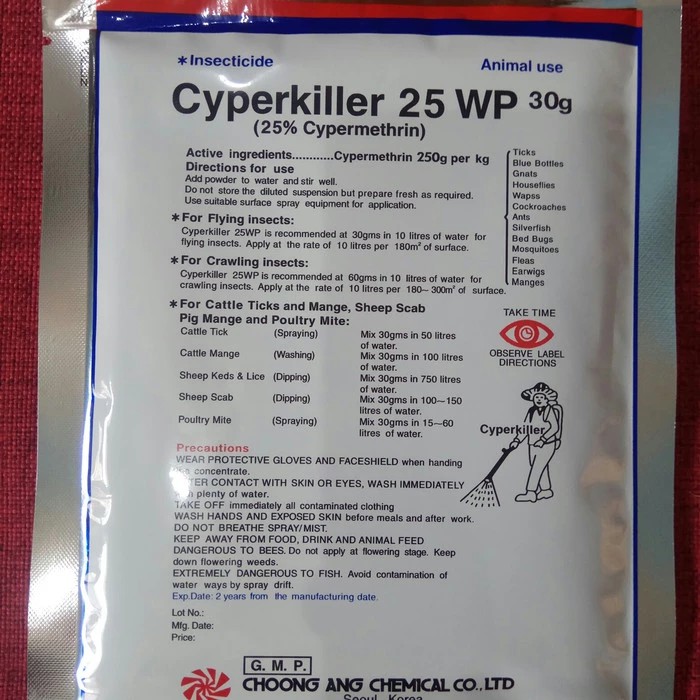 *Insecticide
Animal use
Cyperkiller 25 WP 30g
(25% Cypermethrin)
Active ingredients............Cypermethrin 250g per kg
Directions for use
Add powder to water and stir well.
Do not store the diluted suspension but prepare fresh as required.
Use suitable surface spray equipment for application.
*For Flying insects:
Cyperkiller 25WP is recommended at 30gms in 10 litres of water for
flying insects. Apply at the rate of 10 litres per 180m² of surface.
*For Crawling insects:
Cyperkiller 25WP is recommended at 60gms in 10 litres of water for
crawling insects. Apply at the rate of 10 litres per 180~300m² of surface.
Ticks
Blue Bottles
Gnats
Houseflies
Wapss
Cockroaches
Ants
Silverfish
Bed Bugs
Mosquitoes
Fleas
Earwigs
Manges
*For Cattle Ticks and Mange, Sheep Scab
Pig Mange and Poultry Mite:
Cattle Tick (Spraying) Mix 30gms in 50 litres
of water.
Cattle Mange (Washing) Mix 30gms in 100 litres
of water.
Sheep Keds & Lice (Dipping) Mix 30gms in 750 litres
of water.
Sheep Scab (Dipping) Mix 30gms in 100~150
litres of water.
Poultry Mite (Spraying) Mix 30gms in 15~60
litres of water.
TAKE TIME
OBSERVE LABEL
DIRECTIONS
Cyperkiller
Precautions
WEAR PROTECTIVE GLOVES AND FACESHIELD when handing
concentrate.
CONTACT WITH SKIN OR EYES, WASH IMMEDIATELY
plenty of water.
TAKE OFF immediately all contaminated clothing
WASH HANDS AND EXPOSED SKIN before meals and after work.
DO NOT BREATHE SPRAY/MIST.
KEEP AWAY FROM FOOD, DRINK AND ANIMAL FEED
DANGEROUS TO BEES. Do not apply at flowering stage. Keep
down flowering weeds.
EXTREMELY DANGEROUS TO FISH. Avoid contamination of
water ways by spray drift.
Exp.Date: 2 years from the manufacturing date.
Lot No.:
Mfg. Date:
Price:
G. M. P.
CHOONG ANG CHEMICAL CO., LTD
Seoul, Korea